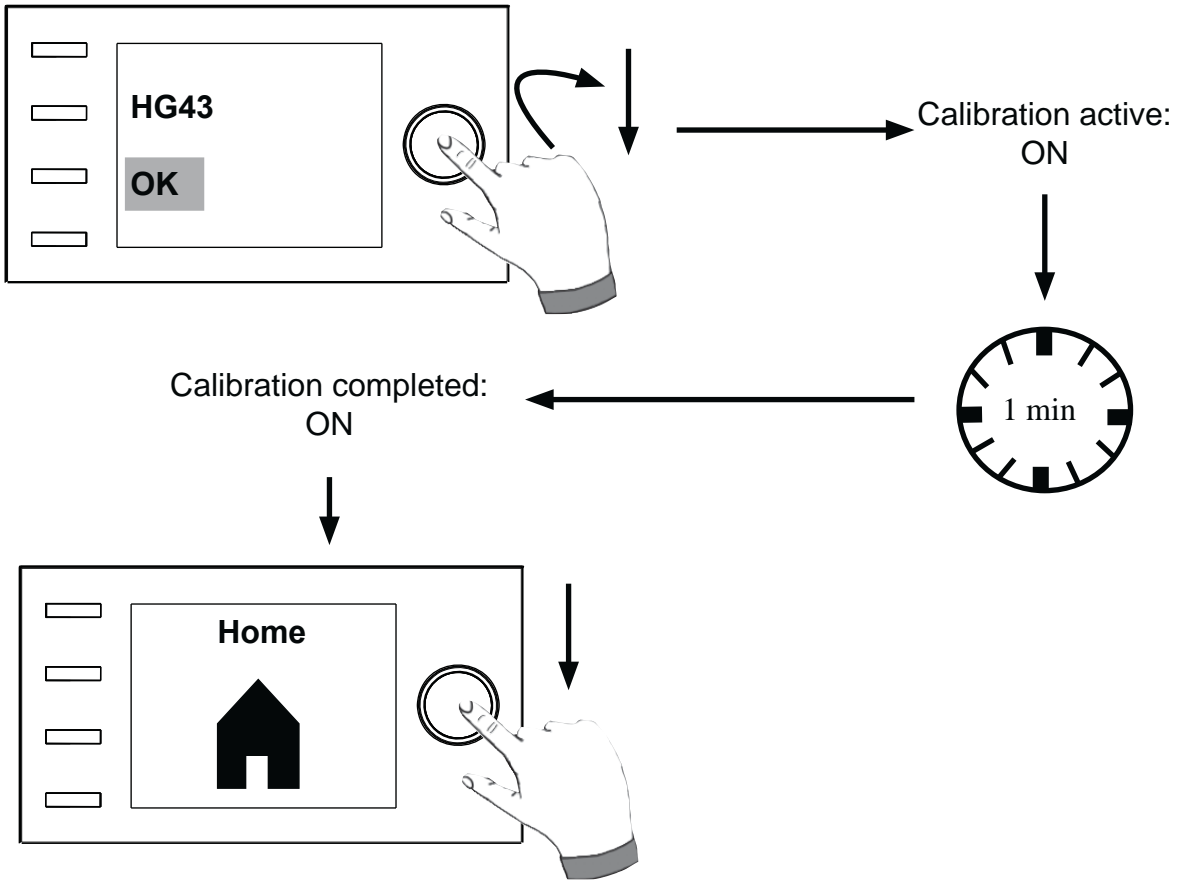 HG43
OK
Calibration active:
ON
1 min
Calibration completed:
ON
Home